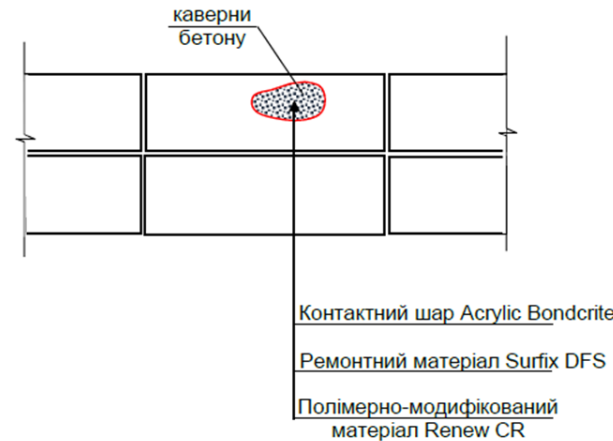 каверни
бетону
Контактний шар Acrylic Bondcrite
Ремонтний матеріал Surfix DFS
Полімерно-модифікований
матеріал Renew CR